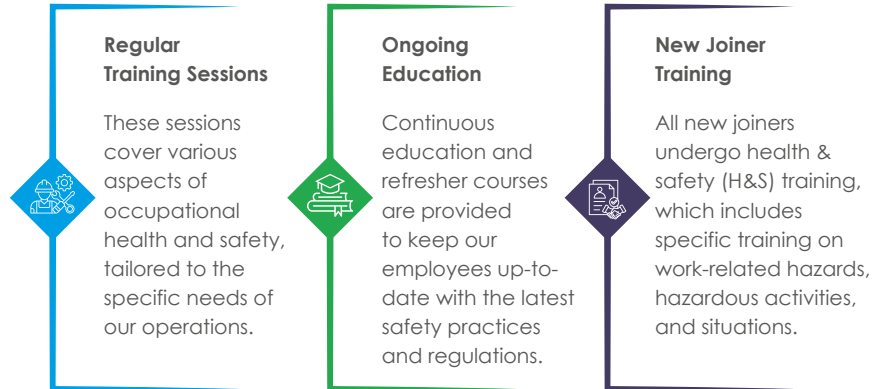 Regular
Training Sessions
These sessions
cover various
aspects of
occupational
health and safety,
tailored to the
specific needs of
our operations.
Ongoing
Education
Continuous
education and
refresher courses
are provided
to keep our
employees up-to-
date with the latest
safety practices
and regulations.
New Joiner
Training
All new joiners
undergo health &
safety (H&S) training,
which includes
specific training on
work-related hazards,
hazardous activities,
and situations.